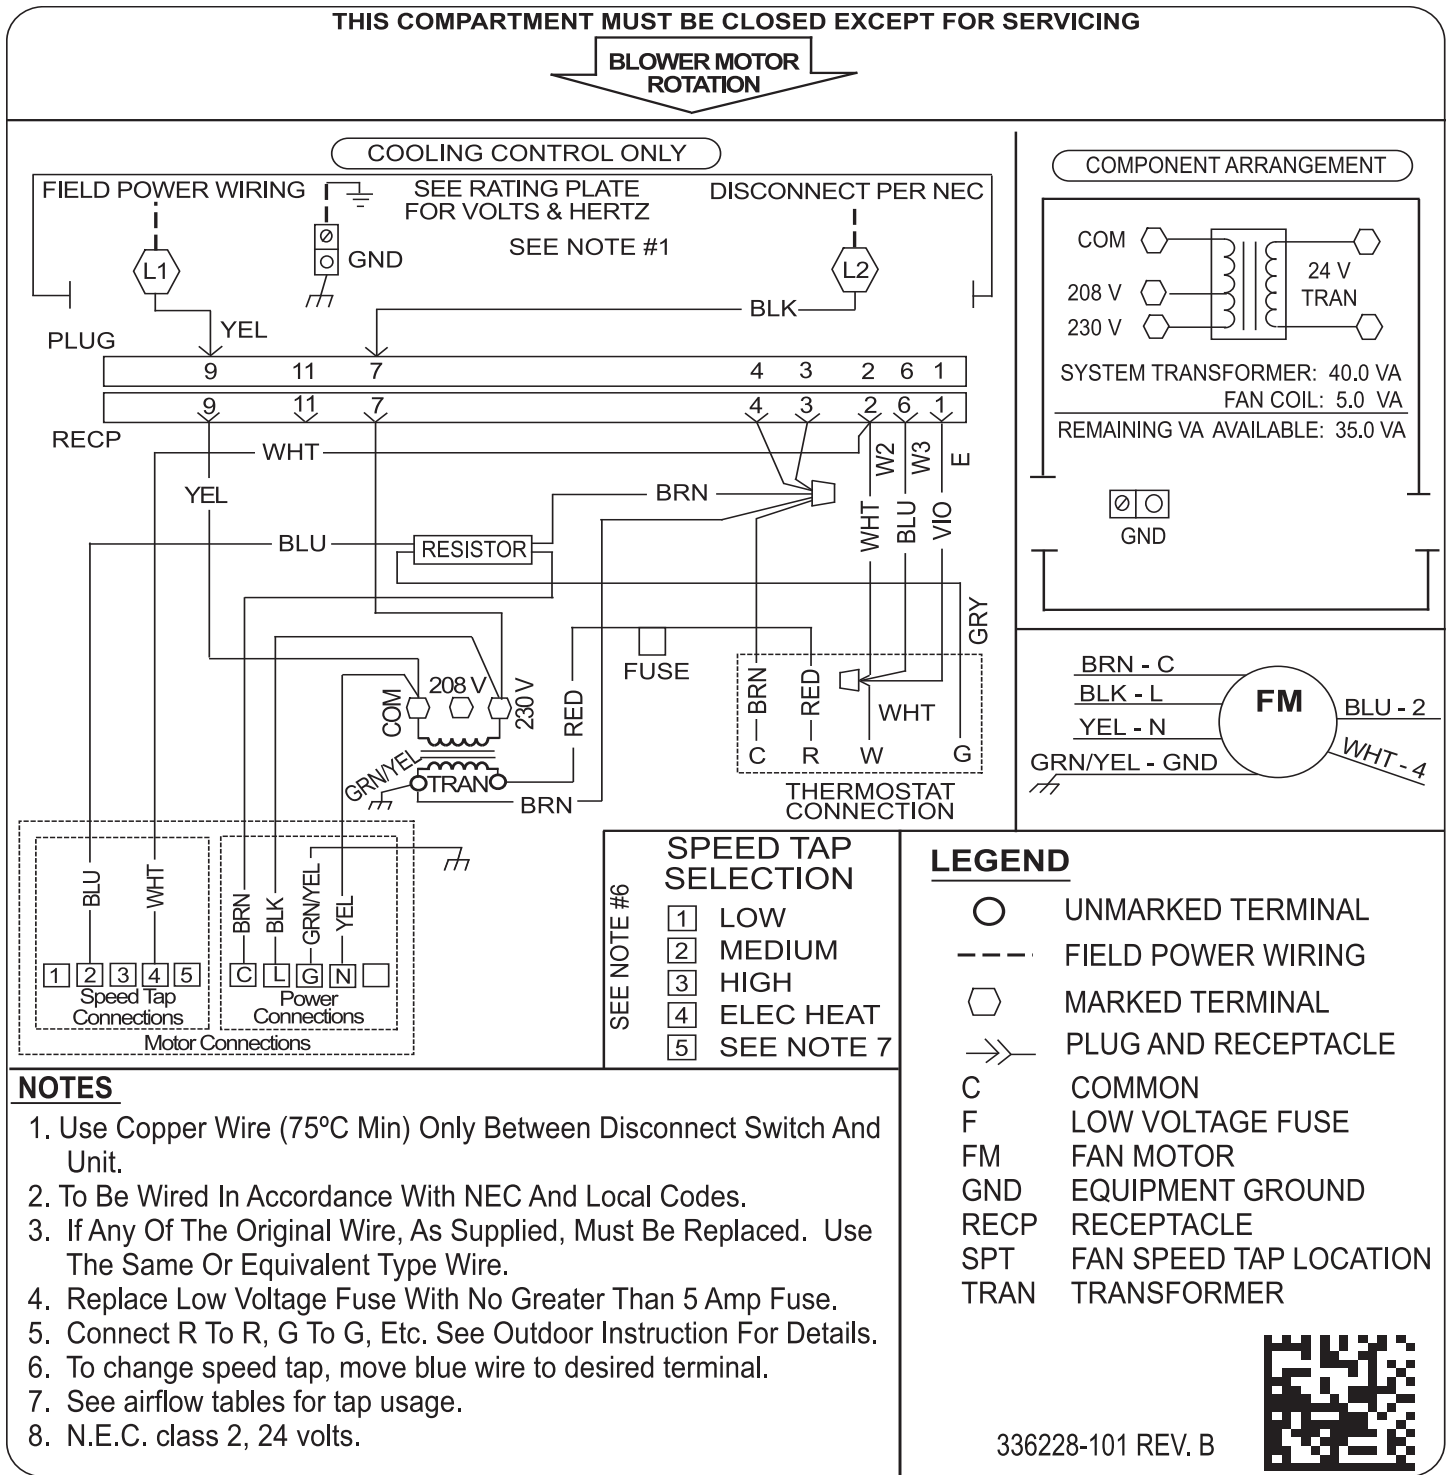 THIS COMPARTMENT MUST BE CLOSED EXCEPT FOR SERVICING
BLOWER MOTOR
ROTATION
COOLING CONTROL ONLY
FIELD POWER WIRING
SEE RATING PLATE
FOR VOLTS & HERTZ
DISCONNECT PER NEC
SEE NOTE #1
L1
GND
L2
BLK
YEL
PLUG
9 11 7 4 3 2 6 1
9 11 7 4 3 2 6 1
RECP
WHT
W2
W3
E
YEL
BRN
WHT
BLU
VIO
BLU
RESISTOR
GRY
FUSE
COM
208 V
230 V
RED
BRN
RED
WHT
GRN/YEL
TRAN
BRN
C R W G
THERMOSTAT
CONNECTION
BLU
WHT
BRN
BLK
GRN/YEL
YEL
1 2 3 4 5
C L G N
Speed Tap
Connections
Power
Connections
Motor Connections
SEE NOTE #6
SPEED TAP
SELECTION
1 LOW
2 MEDIUM
3 HIGH
4 ELEC HEAT
5 SEE NOTE 7
COMPONENT ARRANGEMENT
COM
208 V
230 V
24 V
TRAN
SYSTEM TRANSFORMER: 40.0 VA
FAN COIL: 5.0 VA
REMAINING VA AVAILABLE: 35.0 VA
GND
BRN - C
BLK - L
YEL - N
GRN/YEL - GND
FM
BLU - 2
WHT - 4
LEGEND
UNMARKED TERMINAL
FIELD POWER WIRING
MARKED TERMINAL
PLUG AND RECEPTACLE
C COMMON
F LOW VOLTAGE FUSE
FM FAN MOTOR
GND EQUIPMENT GROUND
RECP RECEPTACLE
SPT FAN SPEED TAP LOCATION
TRAN TRANSFORMER
336228-101 REV. B
NOTES
1. Use Copper Wire (75ºC Min) Only Between Disconnect Switch And
Unit.
2. To Be Wired In Accordance With NEC And Local Codes.
3. If Any Of The Original Wire, As Supplied, Must Be Replaced. Use
The Same Or Equivalent Type Wire.
4. Replace Low Voltage Fuse With No Greater Than 5 Amp Fuse.
5. Connect R To R, G To G, Etc. See Outdoor Instruction For Details.
6. To change speed tap, move blue wire to desired terminal.
7. See airflow tables for tap usage.
8. N.E.C. class 2, 24 volts.